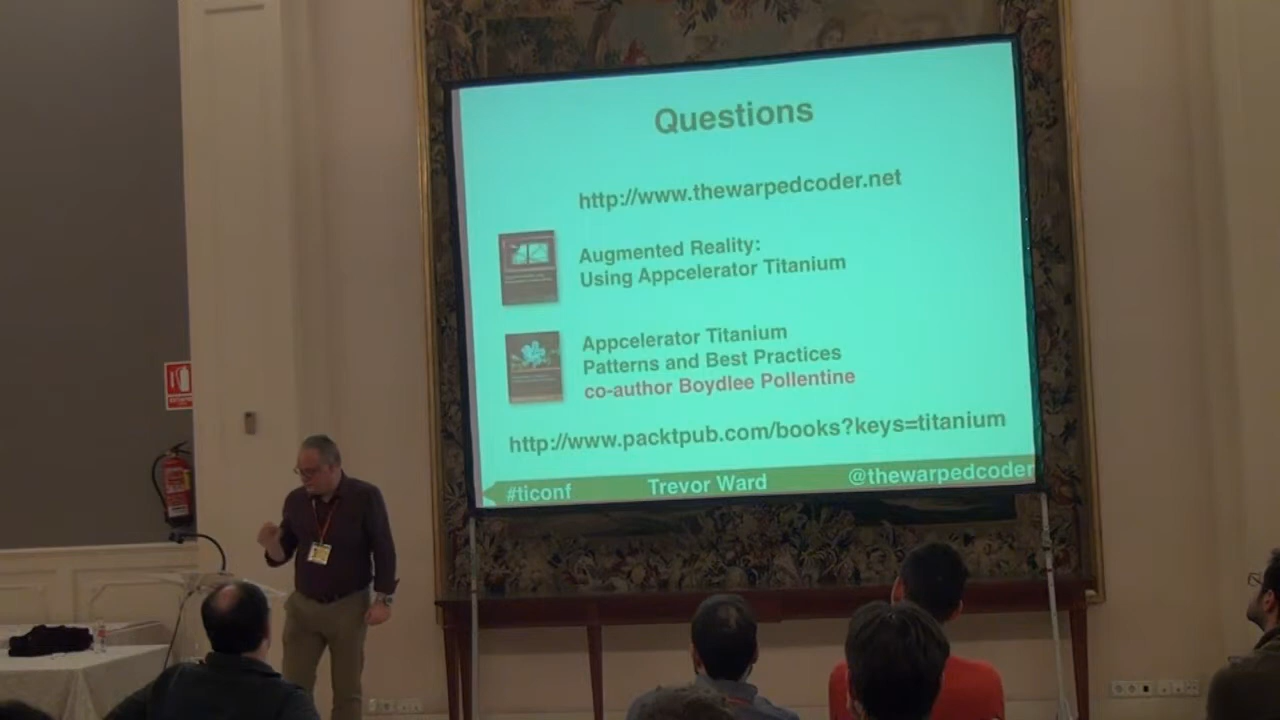 Questions
http://www.thewarpedcoder.net
Augmented Reality:
Using Appcelerator Titanium
Appcelerator Titanium
Patterns and Best Practices
co-author Boydlee Pollentine
http://www.packtpub.com/books?keys=titanium
#ticonf Trevor Ward @thewarpedcoder